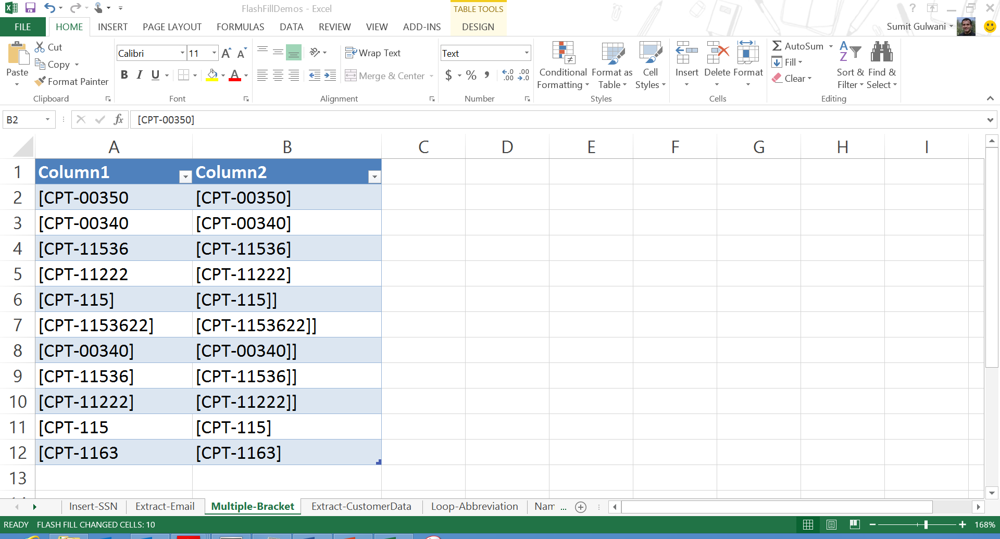 FlashFillDemos - Excel
TABLE TOOLS
?
FILE HOME INSERT PAGE LAYOUT FORMULAS DATA REVIEW VIEW ADD-INS DESIGN
Sumit Gulwani
Paste
Cut
Copy
Format Painter
Clipboard
Calibri 11
B I U
Font
Wrap Text
Merge & Center
Alignment
Text
$ % ,
Number
Conditional Formatting
Format as Table
Cell Styles
Styles
Insert Delete Format
Cells
AutoSum
Fill
Clear
Sort & Filter
Find & Select
Editing
B2 fx [CPT-00350]
A B C D E F G H I
1 Column1 Column2
2 [CPT-00350 [CPT-00350]
3 [CPT-00340 [CPT-00340]
4 [CPT-11536 [CPT-11536]
5 [CPT-11222 [CPT-11222]
6 [CPT-115] [CPT-115]]
7 [CPT-1153622] [CPT-1153622]]
8 [CPT-00340] [CPT-00340]]
9 [CPT-11536] [CPT-11536]]
10 [CPT-11222] [CPT-11222]]
11 [CPT-115 [CPT-115]
12 [CPT-1163 [CPT-1163]
13
Insert-SSN Extract-Email Multiple-Bracket Extract-CustomerData Loop-Abbreviation Nam ...
READY FLASH FILL CHANGED CELLS: 10 168%